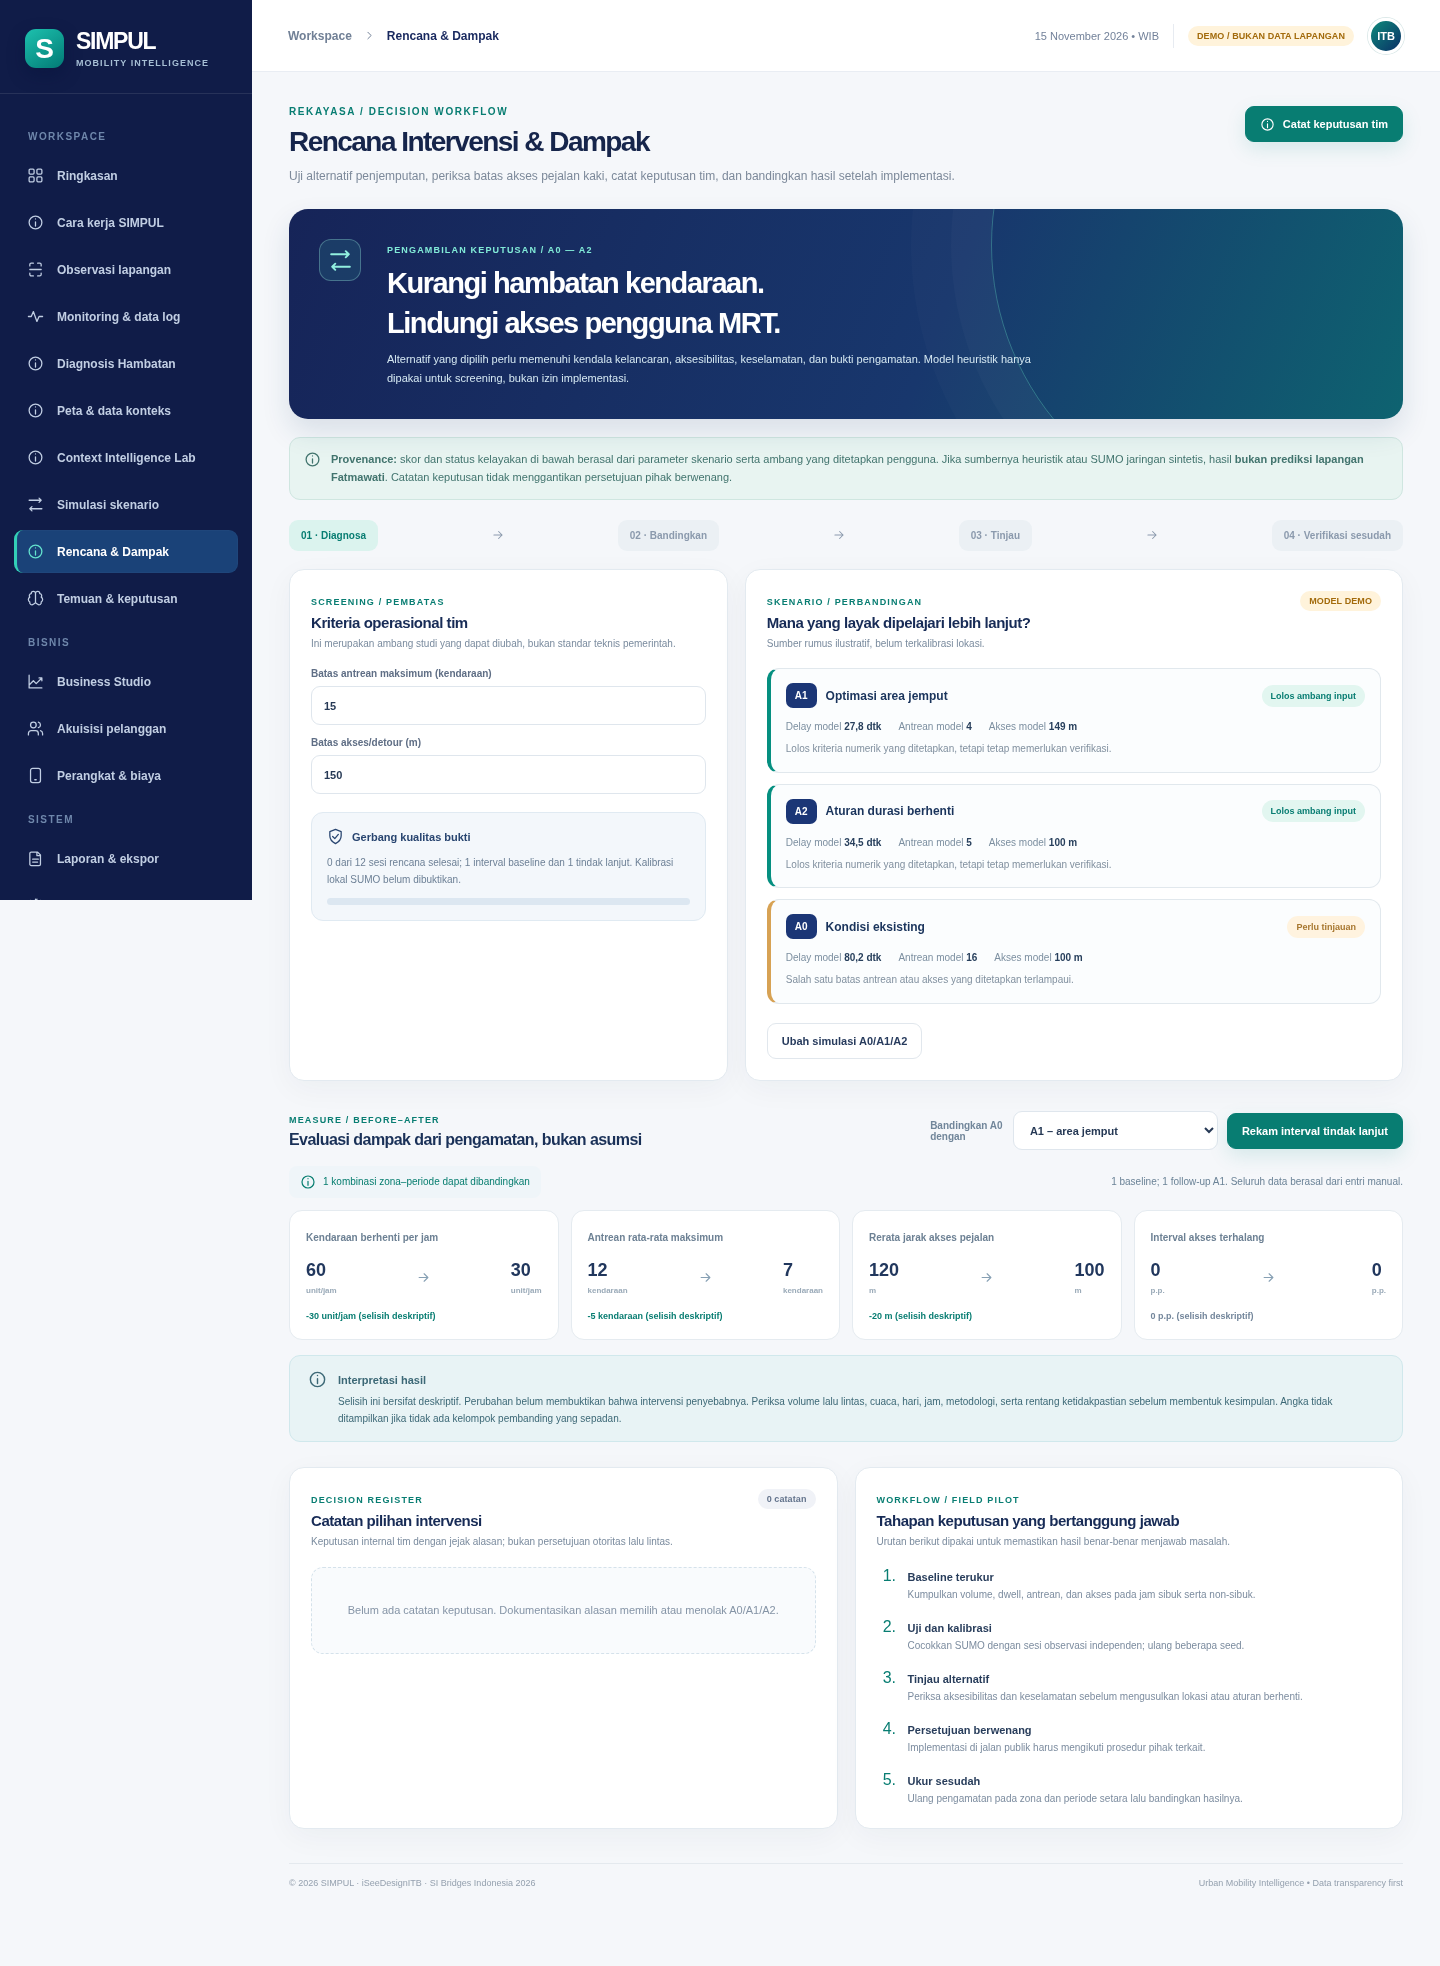 S
SIMPUL
MOBILITY INTELLIGENCE
WORKSPACE
Ringkasan
Cara kerja SIMPUL
Observasi lapangan
Monitoring & data log
Diagnosis Hambatan
Peta & data konteks
Context Intelligence Lab
Simulasi skenario
Rencana & Dampak
Temuan & keputusan
BISNIS
Business Studio
Akuisisi pelanggan
Perangkat & biaya
SISTEM
Laporan & ekspor
Workspace
Rencana & Dampak
15 November 2026 • WIB
DEMO / BUKAN DATA LAPANGAN
ITB
REKAYASA / DECISION WORKFLOW
Rencana Intervensi & Dampak
Uji alternatif penjemputan, periksa batas akses pejalan kaki, catat keputusan tim, dan bandingkan hasil setelah implementasi.
Catat keputusan tim
PENGAMBILAN KEPUTUSAN / A0 — A2
Kurangi hambatan kendaraan.
Lindungi akses pengguna MRT.
Alternatif yang dipilih perlu memenuhi kendala kelancaran, aksesibilitas, keselamatan, dan bukti pengamatan. Model heuristik hanya
dipakai untuk screening, bukan izin implementasi.
Provenance: skor dan status kelayakan di bawah berasal dari parameter skenario serta ambang yang ditetapkan pengguna. Jika sumbernya heuristik atau SUMO jaringan sintetis, hasil bukan prediksi lapangan
Fatmawati. Catatan keputusan tidak menggantikan persetujuan pihak berwenang.
01 · Diagnosa
02 · Bandingkan
03 · Tinjau
04 · Verifikasi sesudah
SCREENING / PEMBATAS
Kriteria operasional tim
Ini merupakan ambang studi yang dapat diubah, bukan standar teknis pemerintah.
Batas antrean maksimum (kendaraan)
15
Batas akses/detour (m)
150
Gerbang kualitas bukti
0 dari 12 sesi rencana selesai; 1 interval baseline dan 1 tindak lanjut. Kalibrasi
lokal SUMO belum dibuktikan.
SKENARIO / PERBANDINGAN
MODEL DEMO
Mana yang layak dipelajari lebih lanjut?
Sumber rumus ilustratif, belum terkalibrasi lokasi.
A1 Optimasi area jemput Lolos ambang input
Delay model 27,8 dtk Antrean model 4 Akses model 149 m
Lolos kriteria numerik yang ditetapkan, tetapi tetap memerlukan verifikasi.
A2 Aturan durasi berhenti Lolos ambang input
Delay model 34,5 dtk Antrean model 5 Akses model 100 m
Lolos kriteria numerik yang ditetapkan, tetapi tetap memerlukan verifikasi.
A0 Kondisi eksisting Perlu tinjauan
Delay model 80,2 dtk Antrean model 16 Akses model 100 m
Salah satu batas antrean atau akses yang ditetapkan terlampaui.
Ubah simulasi A0/A1/A2
MEASURE / BEFORE–AFTER
Evaluasi dampak dari pengamatan, bukan asumsi
Bandingkan A0
dengan
A1 – area jemput
Rekam interval tindak lanjut
1 kombinasi zona–periode dapat dibandingkan
1 baseline; 1 follow-up A1. Seluruh data berasal dari entri manual.
Kendaraan berhenti per jam
60 30
unit/jam unit/jam
-30 unit/jam (selisih deskriptif)
Antrean rata-rata maksimum
12 7
kendaraan kendaraan
-5 kendaraan (selisih deskriptif)
Rerata jarak akses pejalan
120 100
m m
-20 m (selisih deskriptif)
Interval akses terhalang
0 0
p.p. p.p.
0 p.p. (selisih deskriptif)
Interpretasi hasil
Selisih ini bersifat deskriptif. Perubahan belum membuktikan bahwa intervensi penyebabnya. Periksa volume lalu lintas, cuaca, hari, jam, metodologi, serta rentang ketidakpastian sebelum membentuk kesimpulan. Angka tidak
ditampilkan jika tidak ada kelompok pembanding yang sepadan.
DECISION REGISTER
0 catatan
Catatan pilihan intervensi
Keputusan internal tim dengan jejak alasan; bukan persetujuan otoritas lalu lintas.
Belum ada catatan keputusan. Dokumentasikan alasan memilih atau menolak A0/A1/A2.
WORKFLOW / FIELD PILOT
Tahapan keputusan yang bertanggung jawab
Urutan berikut dipakai untuk memastikan hasil benar-benar menjawab masalah.
1. Baseline terukur
Kumpulkan volume, dwell, antrean, dan akses pada jam sibuk serta non-sibuk.
2. Uji dan kalibrasi
Cocokkan SUMO dengan sesi observasi independen; ulang beberapa seed.
3. Tinjau alternatif
Periksa aksesibilitas dan keselamatan sebelum mengusulkan lokasi atau aturan berhenti.
4. Persetujuan berwenang
Implementasi di jalan publik harus mengikuti prosedur pihak terkait.
5. Ukur sesudah
Ulang pengamatan pada zona dan periode setara lalu bandingkan hasilnya.
© 2026 SIMPUL · iSeeDesignITB · SI Bridges Indonesia 2026
Urban Mobility Intelligence • Data transparency first